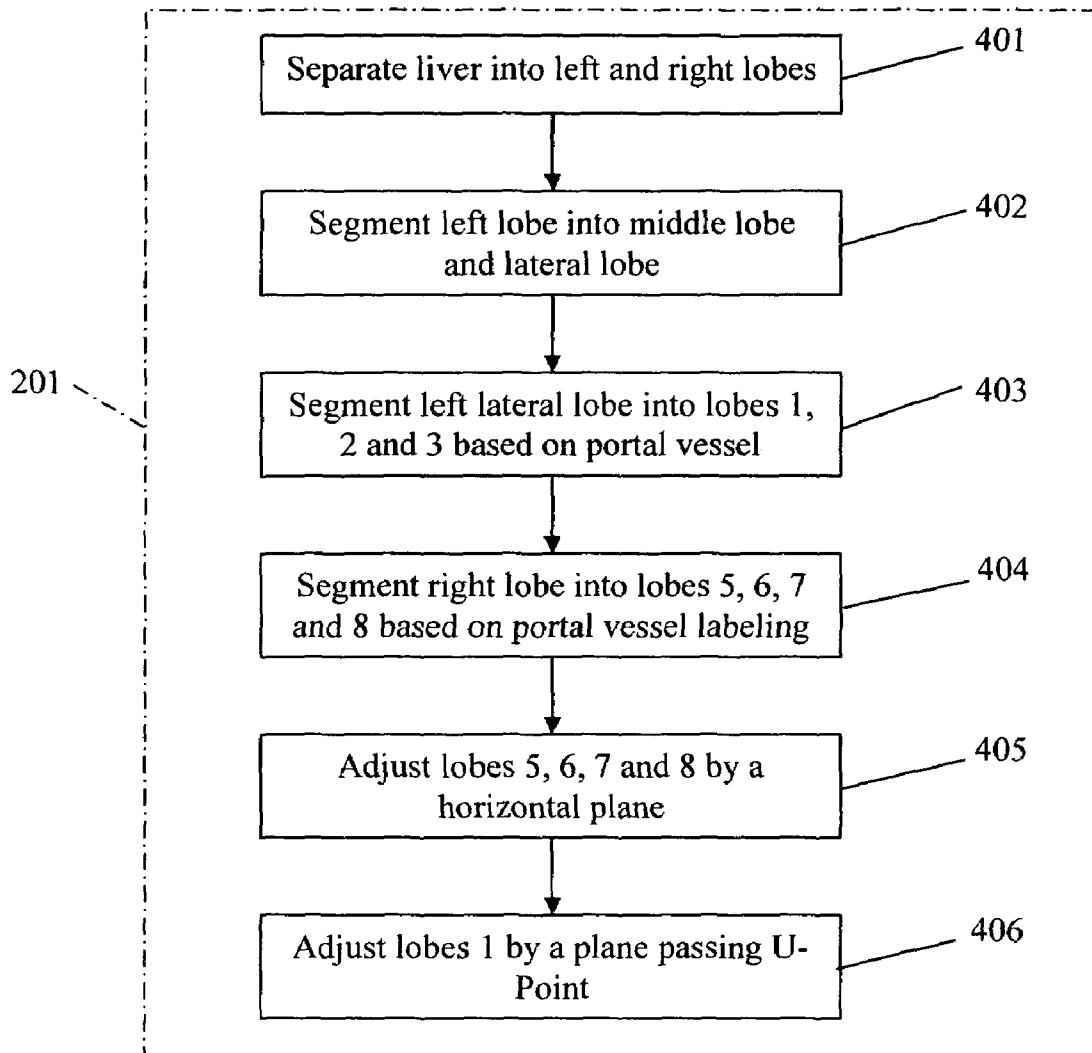 401
Separate liver into left and right lobes
402
Segment left lobe into middle lobe
and lateral lobe
201
403
Segment left lateral lobe into lobes 1,
2 and 3 based on portal vessel
404
Segment right lobe into lobes 5, 6, 7
and 8 based on portal vessel labeling
405
Adjust lobes 5, 6, 7 and 8 by a
horizontal plane
406
Adjust lobes 1 by a plane passing U-
Point